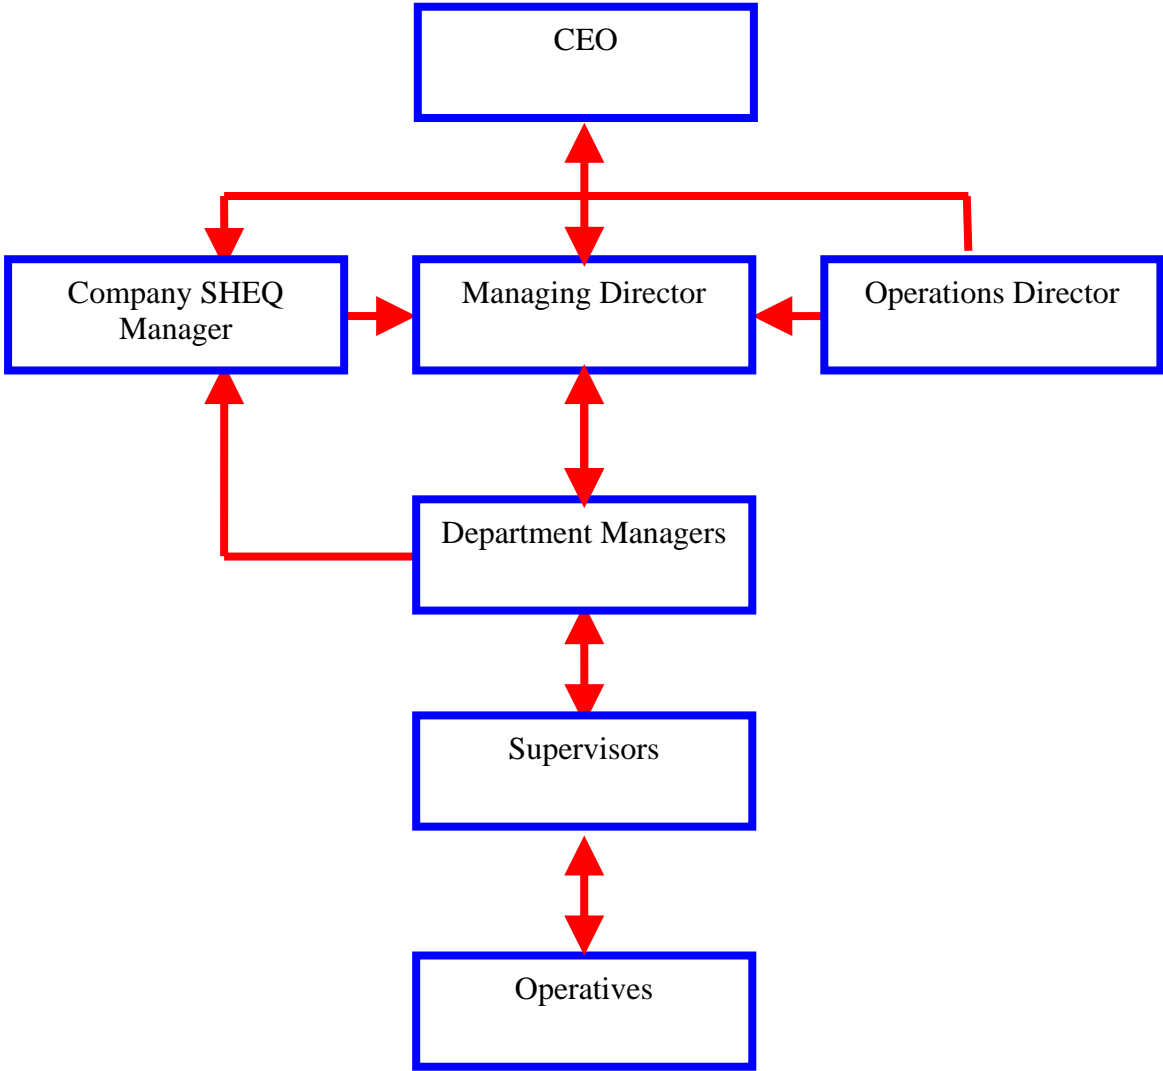 CEO
Company SHEQ
Manager
Managing Director
Operations Director
Department Managers
Supervisors
Operatives